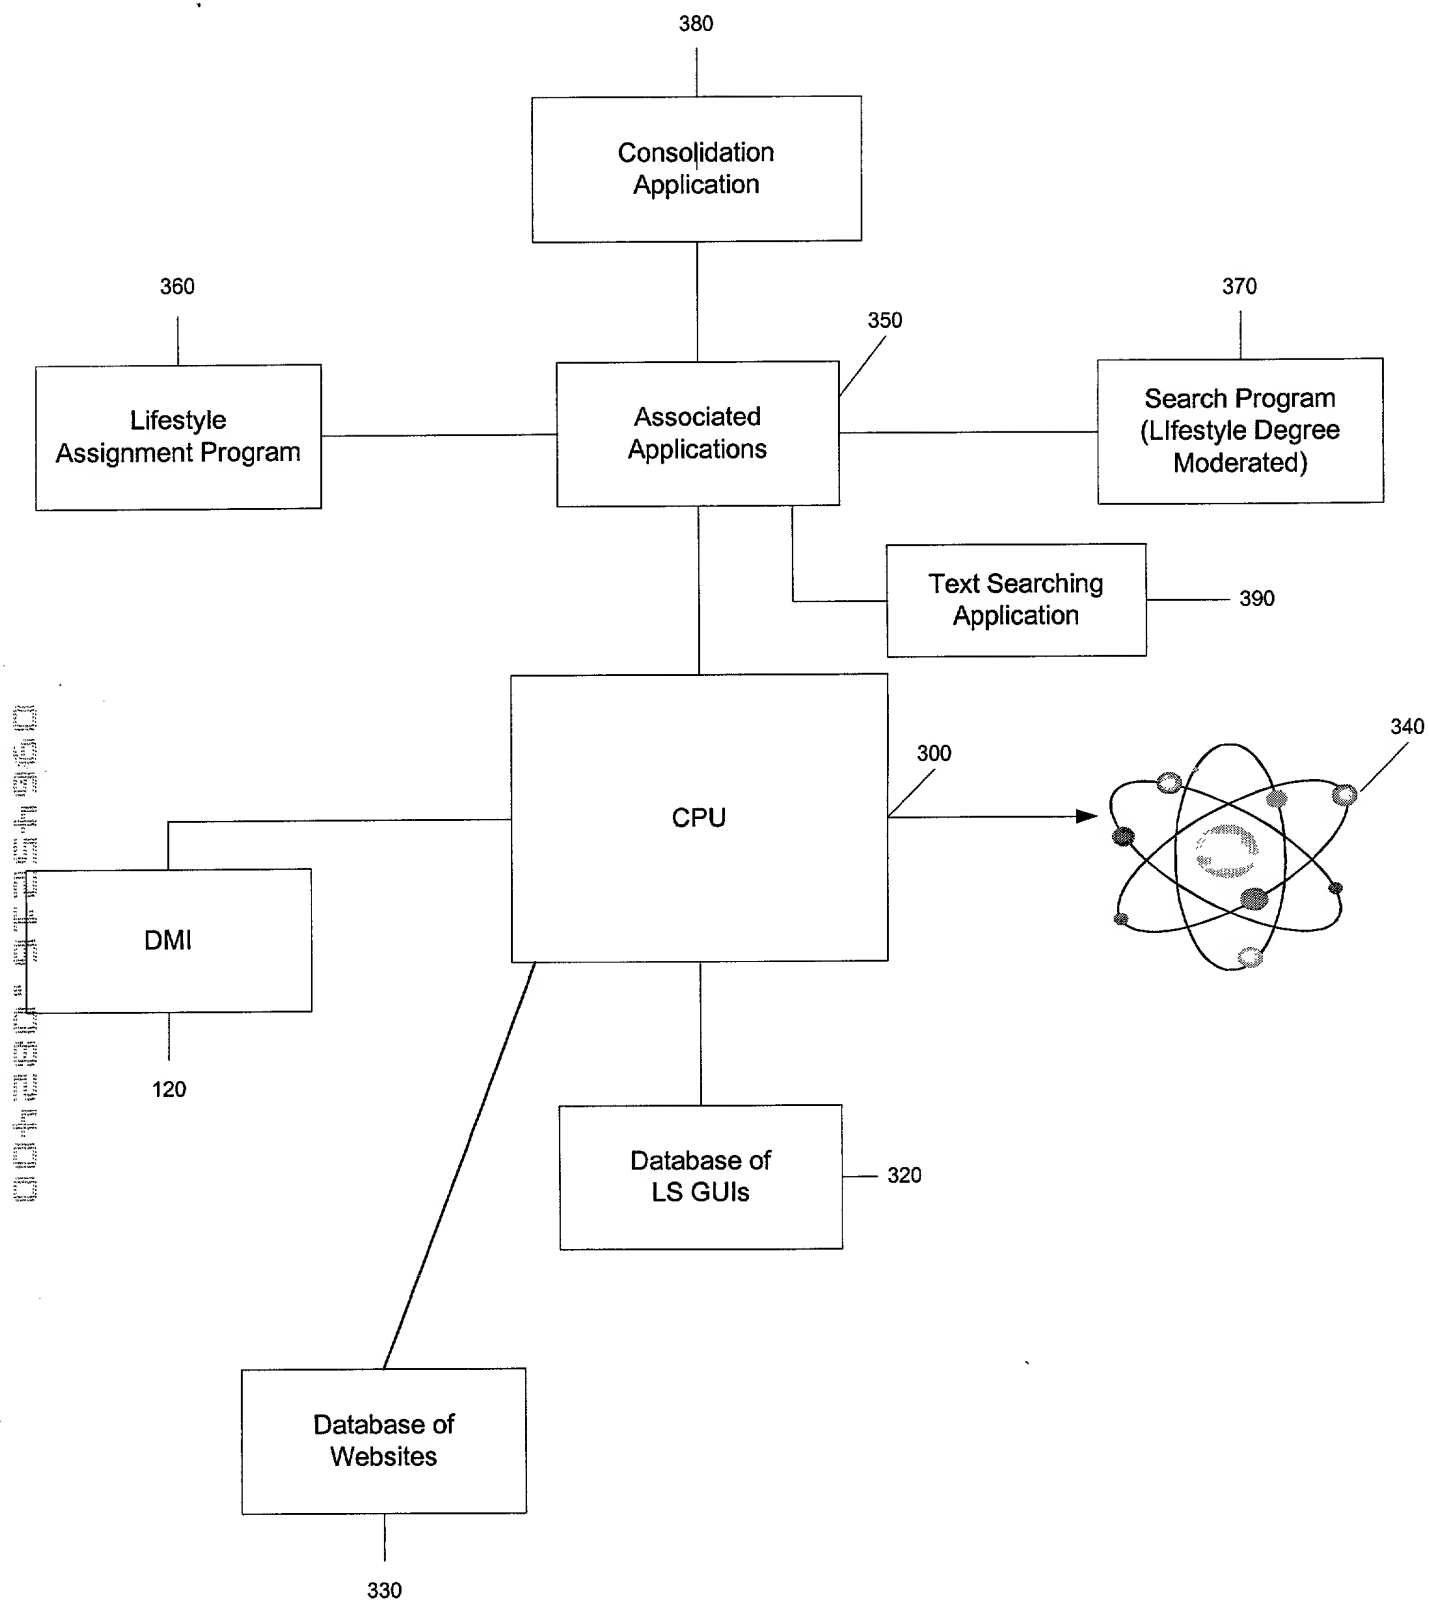 380
Consolidation
Application
360
370
350
Lifestyle
Assignment Program
Associated
Applications
Search Program
(LIfestyle Degree
Moderated)
Text Searching
Application
390
340
300
CPU
DMI
120
Database of
LS GUIs
320
Database of
Websites
330